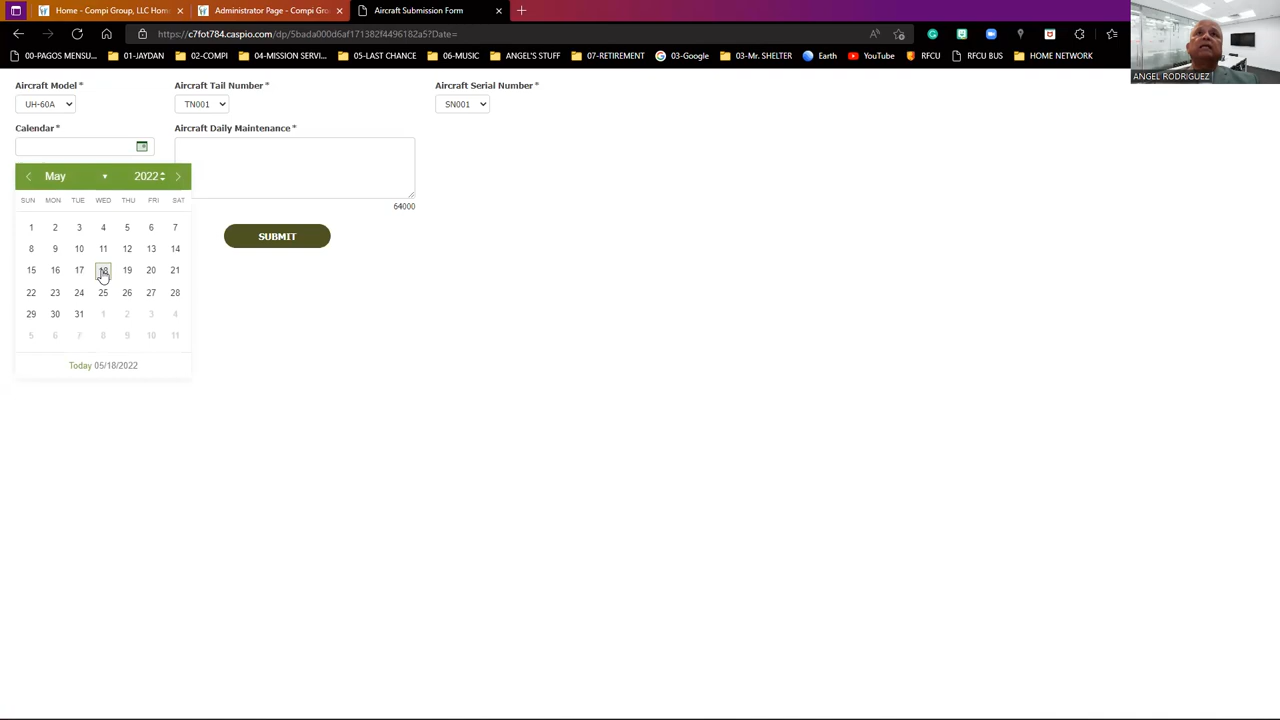 Home - Compi Group, LLC Hom
Administrator Page - Compi Gro
Aircraft Submission Form
https://c7fot784.caspio.com/dp/5bada000d6af171382f4496182a5?Date=
00-PAGOS MENSU...
01-JAYDAN
02-COMPI
04-MISSION SERVI...
05-LAST CHANCE
06-MUSIC
ANGEL'S STUFF
07-RETIREMENT
03-Google
03-Mr. SHELTER
Earth
YouTube
RFCU
RFCU BUS
HOME NETWORK
ANGEL RODRIGUEZ
Aircraft Model * Aircraft Tail Number * Aircraft Serial Number *
UH-60A TN001 SN001
Calendar * Aircraft Daily Maintenance *
May 2022
SUN MON TUE WED THU FRI SAT
64000
1 2 3 4 5 6 7
SUBMIT
8 9 10 11 12 13 14
15 16 17 18 19 20 21
22 23 24 25 26 27 28
29 30 31 1 2 3 4
5 6 7 8 9 10 11
Today 05/18/2022